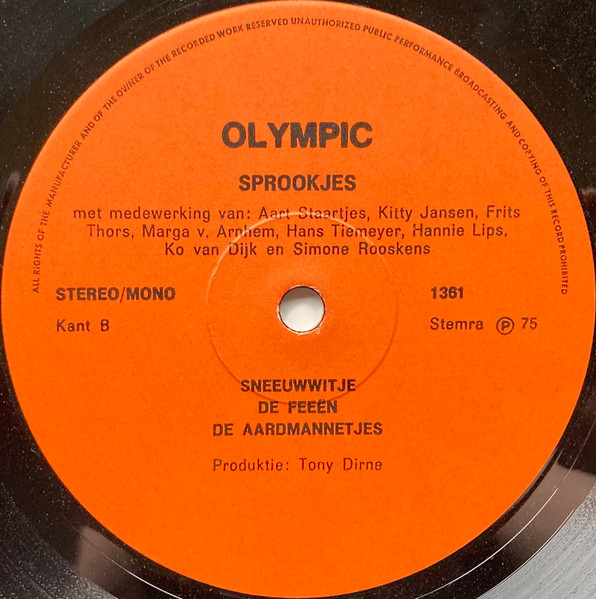 ALL RIGHTS OF THE MANUFACTURER AND OF THE OWNER OF THE RECORDED WORK RESERVED UNAUTHORIZED PUBLIC PERFORMANCE BROADCASTING AND COPYING OF THIS RECORD PROHIBITED
OLYMPIC
SPROOKJES
met medewerking van: Aart Staartjes, Kitty Jansen, Frits
Thors, Marga v. Arnhem, Hans Tiemeyer, Hannie Lips,
Ko van Dijk en Simone Rooskens
STEREO/MONO 1361
Kant B Stemra ℗ 75
SNEEUWWITJE
DE FEEËN
DE AARDMANNETJES
Produktie: Tony Dirne